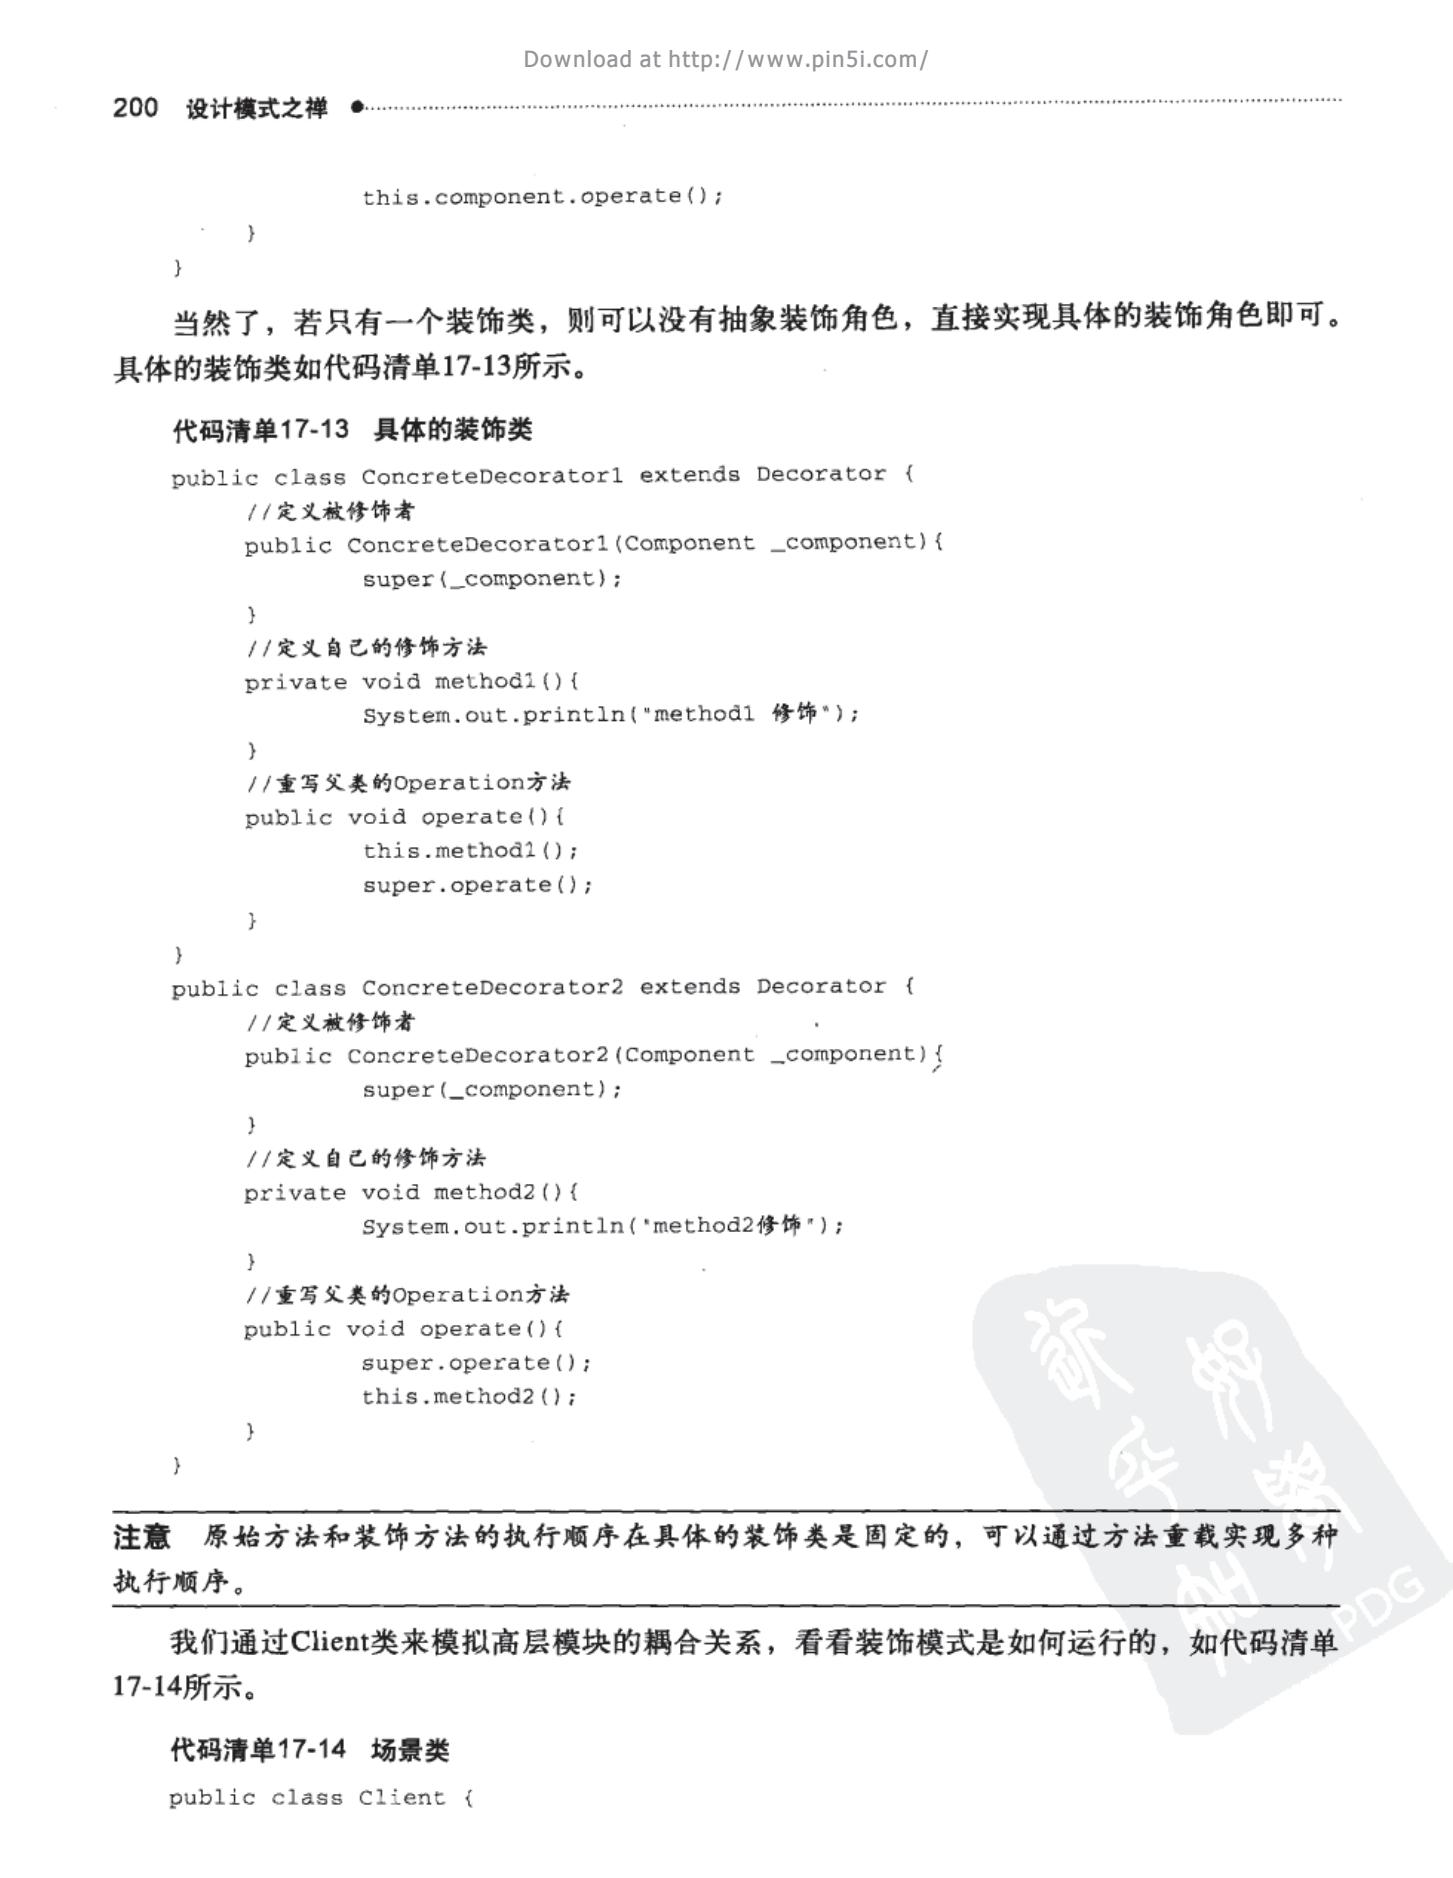 Download at http://www.pin5i.com/
200 设计模式之禅
this.component.operate();
}
}
当然了，若只有一个装饰类，则可以没有抽象装饰角色，直接实现具体的装饰角色即可。
具体的装饰类如代码清单17-13所示。
代码清单17-13 具体的装饰类
public class ConcreteDecorator1 extends Decorator {
//定义被修饰者
public ConcreteDecorator1(Component _component){
super(_component);
}
//定义自己的修饰方法
private void method1(){
System.out.println("method1 修饰");
}
//重写父类的Operation方法
public void operate(){
this.method1();
super.operate();
}
}
public class ConcreteDecorator2 extends Decorator {
//定义被修饰者
public ConcreteDecorator2(Component _component){
super(_component);
}
//定义自己的修饰方法
private void method2(){
System.out.println("method2修饰");
}
//重写父类的Operation方法
public void operate(){
super.operate();
this.method2();
}
}
注意 原始方法和装饰方法的执行顺序在具体的装饰类是固定的，可以通过方法重载实现多种
执行顺序。
我们通过Client类来模拟高层模块的耦合关系，看看装饰模式是如何运行的，如代码清单
17-14所示。
代码清单17-14 场景类
public class Client {
PDG